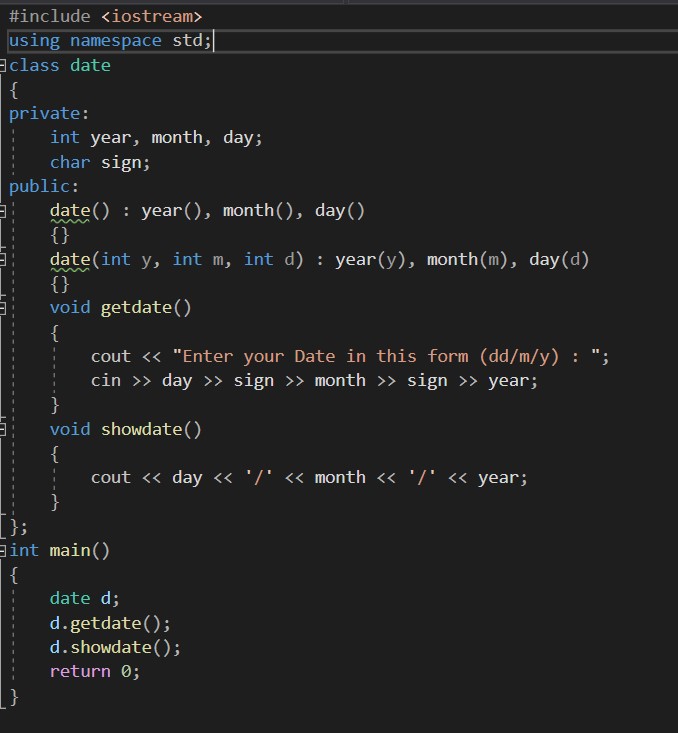 #include <iostream>
using namespace std;
class date
{
private:
    int year, month, day;
    char sign;
public:
    date() : year(), month(), day()
    {}
    date(int y, int m, int d) : year(y), month(m), day(d)
    {}
    void getdate()
    {
        cout << "Enter your Date in this form (dd/m/y) : ";
        cin >> day >> sign >> month >> sign >> year;
    }
    void showdate()
    {
        cout << day << '/' << month << '/' << year;
    }
};
int main()
{
    date d;
    d.getdate();
    d.showdate();
    return 0;
}